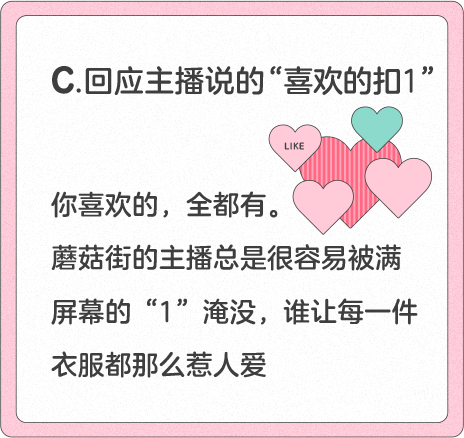 C.回应主播说的“喜欢的扣1”
LIKE
你喜欢的，全都有。
蘑菇街的主播总是很容易被满
屏幕的“1”淹没，谁让每一件
衣服都那么惹人爱